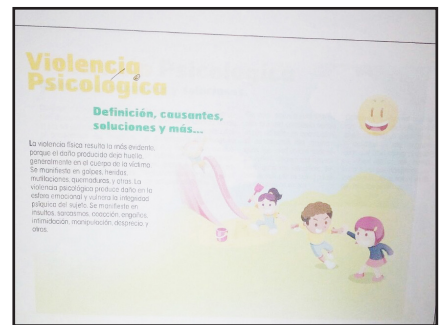 Violencia
Psicológica
Definición, causantes,
soluciones y más...
La violencia física resulta la más evidente,
porque el daño producido deja huella,
generalmente en el cuerpo de la víctima.
Se manifiesta en golpes, heridas,
mutilaciones, quemaduras, y otras. La
violencia psicológica produce daño en la
esfera emocional y vulnera la integridad
psíquica del sujeto. Se manifiesta en
insultos, sarcasmos, coacción, engaños,
intimidación, manipulación, desprecio y
otros.